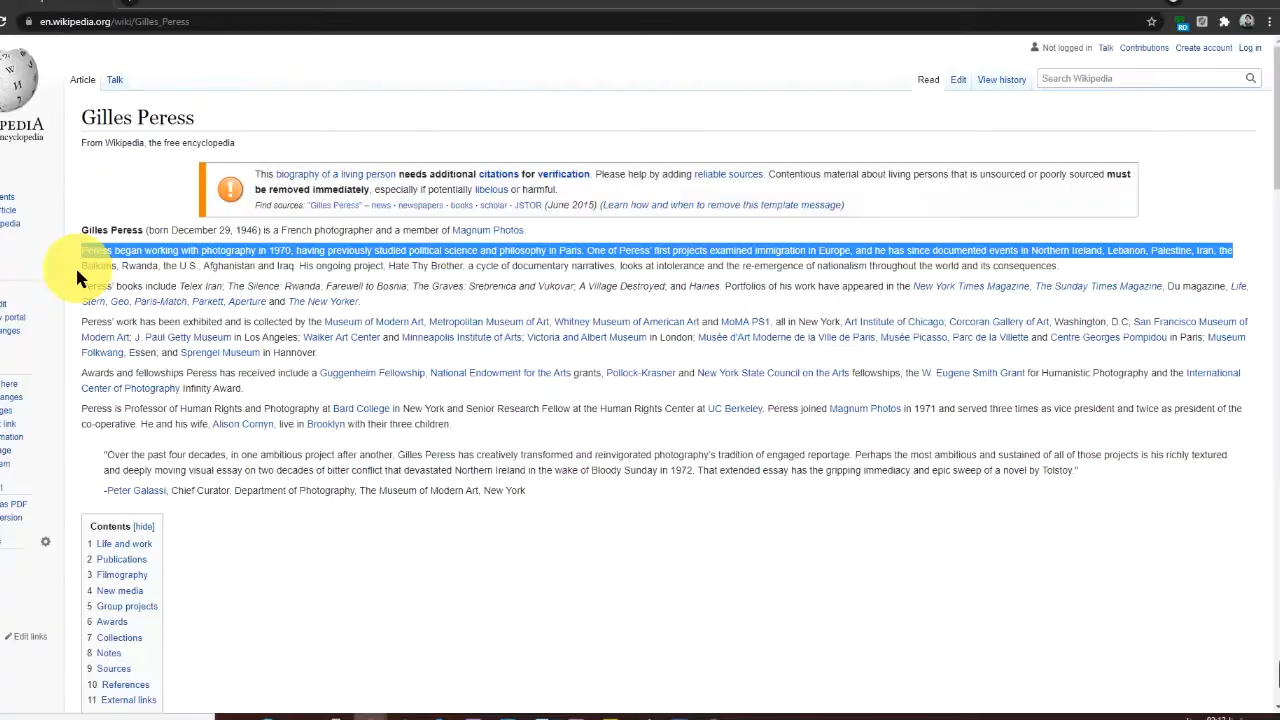 en.wikipedia.org/wiki/Gilles_Peress
RO
Not logged in Talk Contributions Create account Log in
PEDIA
encyclopedia
Article Talk
Read Edit View history
Search Wikipedia
Gilles Peress
From Wikipedia, the free encyclopedia
This biography of a living person needs additional citations for verification. Please help by adding reliable sources. Contentious material about living persons that is unsourced or poorly sourced must
be removed immediately, especially if potentially libelous or harmful.
Find sources: "Gilles Peress" – news · newspapers · books · scholar · JSTOR (June 2015) (Learn how and when to remove this template message)
Gilles Peress (born December 29, 1946) is a French photographer and a member of Magnum Photos.
Peress began working with photography in 1970, having previously studied political science and philosophy in Paris. One of Peress' first projects examined immigration in Europe, and he has since documented events in Northern Ireland, Lebanon, Palestine, Iran, the
Balkans, Rwanda, the U.S., Afghanistan and Iraq. His ongoing project, Hate Thy Brother, a cycle of documentary narratives, looks at intolerance and the re-emergence of nationalism throughout the world and its consequences.
Peress' books include Telex Iran; The Silence: Rwanda; Farewell to Bosnia; The Graves: Srebrenica and Vukovar; A Village Destroyed; and Haines. Portfolios of his work have appeared in the New York Times Magazine, The Sunday Times Magazine, Du magazine, Life,
Stern, Geo, Paris-Match, Parkett, Aperture and The New Yorker.
Peress' work has been exhibited and is collected by the Museum of Modern Art, Metropolitan Museum of Art, Whitney Museum of American Art and MoMA PS1, all in New York; Art Institute of Chicago; Corcoran Gallery of Art, Washington, D.C; San Francisco Museum of
Modern Art; J. Paul Getty Museum in Los Angeles; Walker Art Center and Minneapolis Institute of Arts; Victoria and Albert Museum in London; Musée d'Art Moderne de la Ville de Paris, Musée Picasso, Parc de la Villette and Centre Georges Pompidou in Paris; Museum
Folkwang, Essen; and Sprengel Museum in Hannover.
Awards and fellowships Peress has received include a Guggenheim Fellowship, National Endowment for the Arts grants, Pollock-Krasner and New York State Council on the Arts fellowships, the W. Eugene Smith Grant for Humanistic Photography and the International
Center of Photography Infinity Award.
Peress is Professor of Human Rights and Photography at Bard College in New York and Senior Research Fellow at the Human Rights Center at UC Berkeley. Peress joined Magnum Photos in 1971 and served three times as vice president and twice as president of the
co-operative. He and his wife, Alison Cornyn, live in Brooklyn with their three children.
"Over the past four decades, in one ambitious project after another, Gilles Peress has creatively transformed and reinvigorated photography's tradition of engaged reportage. Perhaps the most ambitious and sustained of all of those projects is his richly textured
and deeply moving visual essay on two decades of bitter conflict that devastated Northern Ireland in the wake of Bloody Sunday in 1972. That extended essay has the gripping immediacy and epic sweep of a novel by Tolstoy."
-Peter Galassi, Chief Curator, Department of Photography, The Museum of Modern Art, New York
Contents [hide]
1 Life and work
2 Publications
3 Filmography
4 New media
5 Group projects
6 Awards
7 Collections
8 Notes
9 Sources
10 References
11 External links
ents
rticle
pedia
dit
y portal
anges
here
anges
ges
link
mation
age
em
as PDF
ersion
Edit links